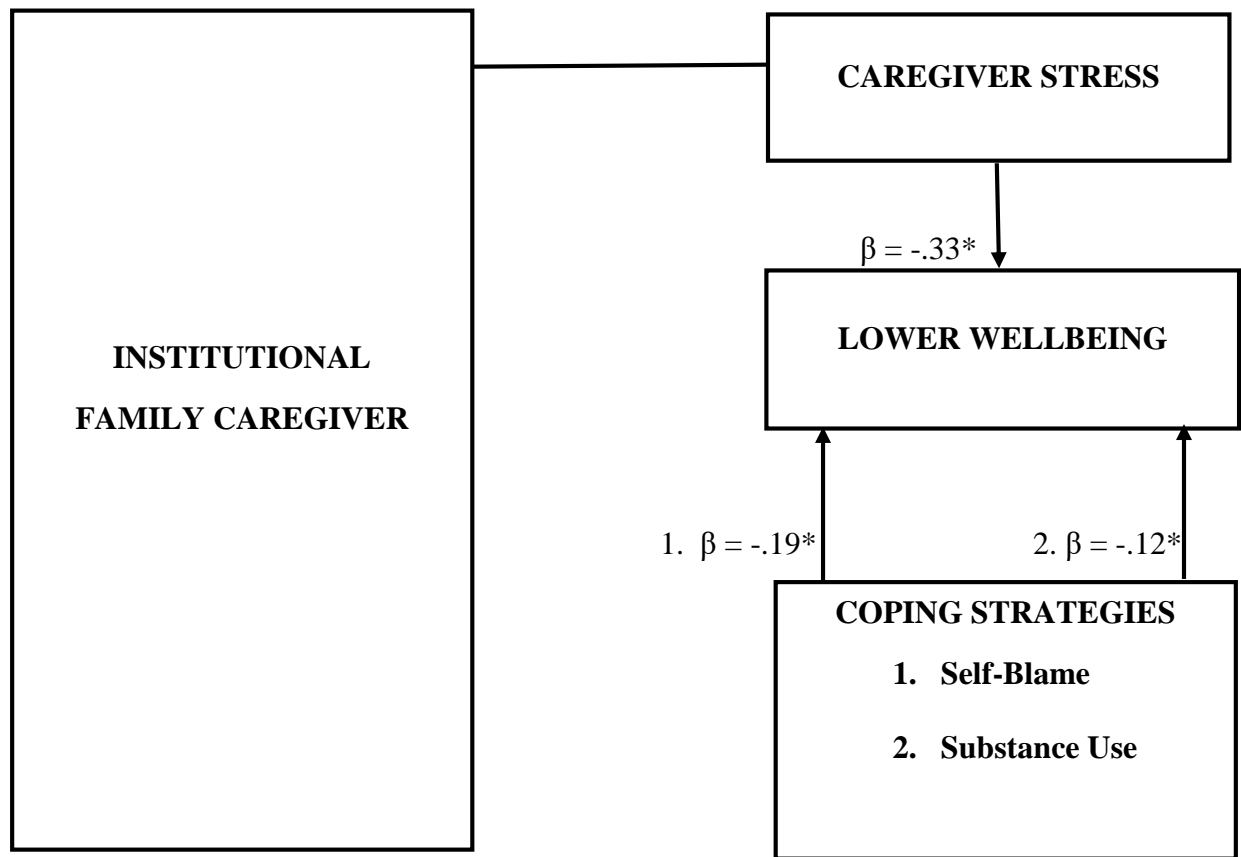 CAREGIVER STRESS
β = -.33*
LOWER WELLBEING
INSTITUTIONAL
FAMILY CAREGIVER
1. β = -.19*
2. β = -.12*
COPING STRATEGIES
1. Self-Blame
2. Substance Use